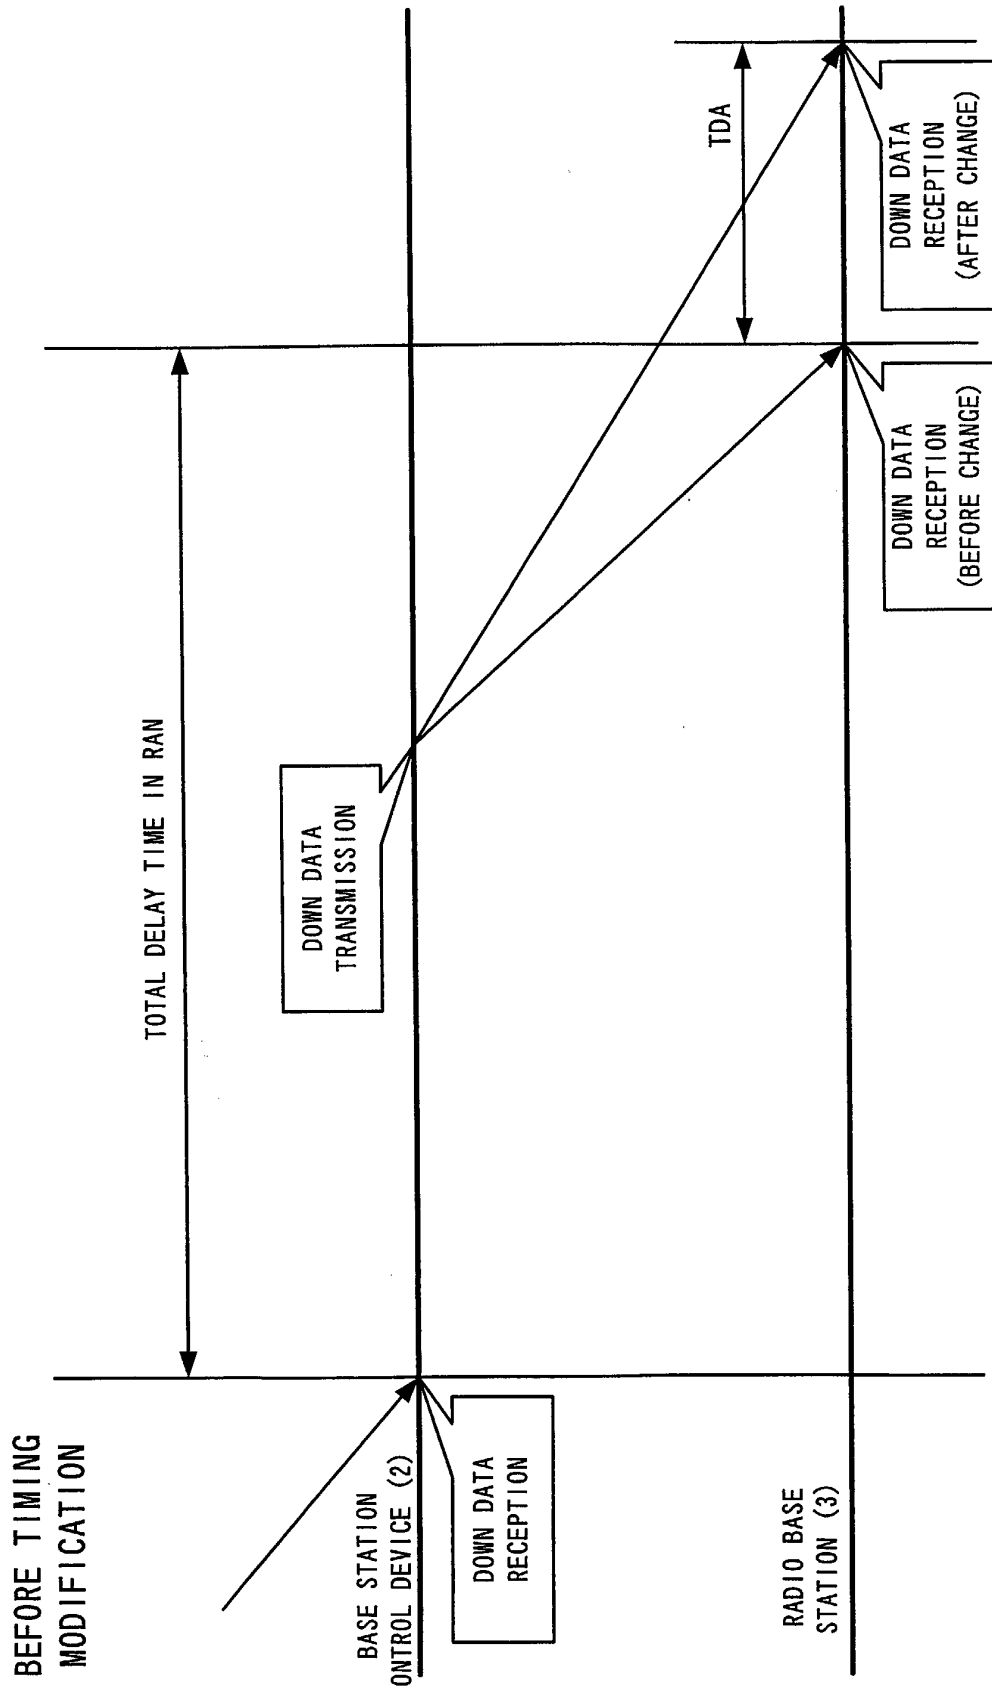 BEFORE TIMING
MODIFICATION
TOTAL DELAY TIME IN RAN
DOWN DATA
TRANSMISSION
BASE STATION
ONTROL DEVICE (2)
DOWN DATA
RECEPTION
TDA
RADIO BASE
STATION (3)
DOWN DATA
RECEPTION
(BEFORE CHANGE)
DOWN DATA
RECEPTION
(AFTER CHANGE)